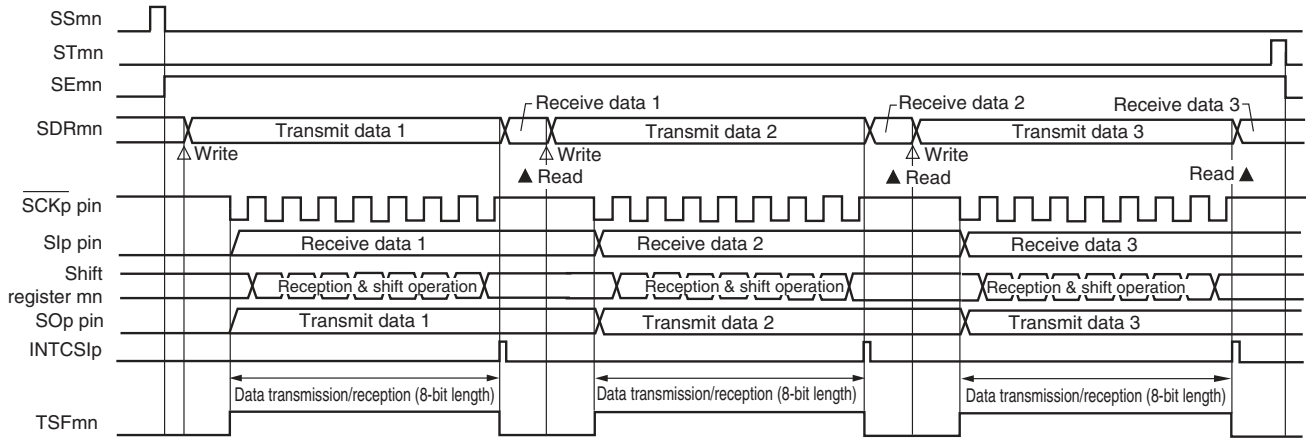 SSmn
STmn
SEmn
Receive data 1
Receive data 2
Receive data 3
SDRmn
Transmit data 1
Transmit data 2
Transmit data 3
Write
Write
Write
▲ Read
▲ Read
Read ▲
SCKp pin
SIp pin
Receive data 1
Receive data 2
Receive data 3
Shift
register mn
Reception & shift operation
Reception & shift operation
Reception & shift operation
SOp pin
Transmit data 1
Transmit data 2
Transmit data 3
INTCSIp
Data transmission/reception (8-bit length)
Data transmission/reception (8-bit length)
Data transmission/reception (8-bit length)
TSFmn